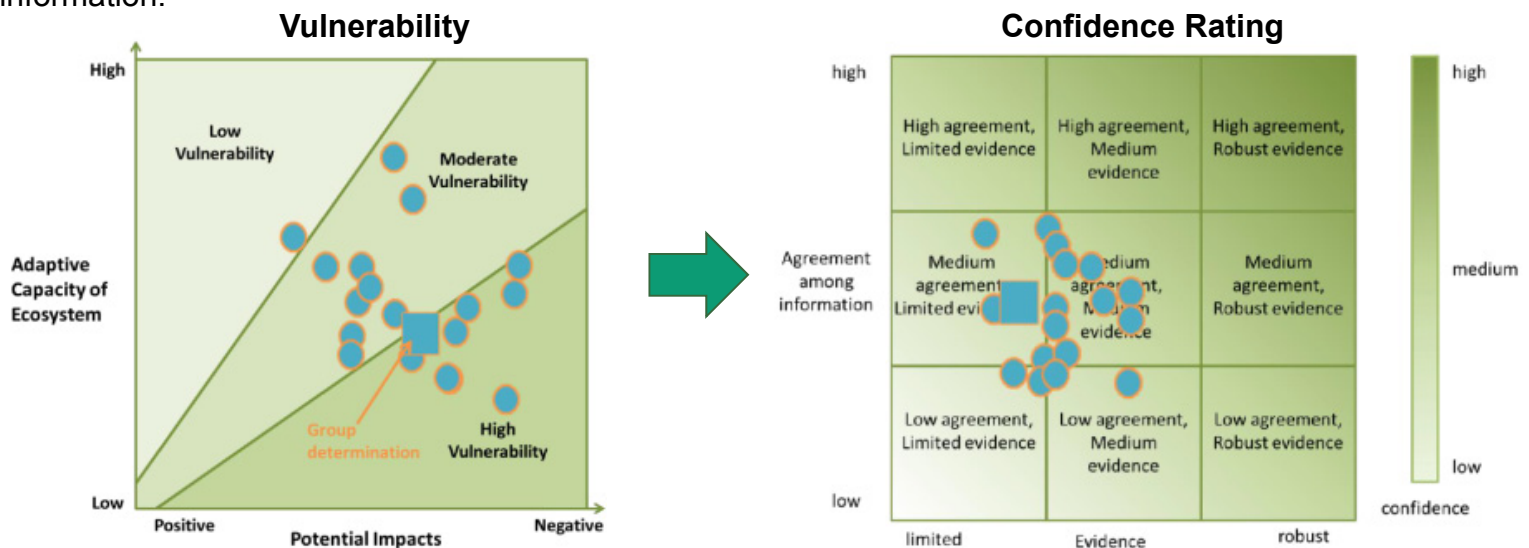 information.
Vulnerability
High
Low
Vulnerability
Moderate
Vulnerability
Adaptive
Capacity of
Ecosystem
Group
determination
High
Vulnerability
Low
Positive
Negative
Potential Impacts
Confidence Rating
high
High agreement,
Limited evidence
High agreement,
Medium
evidence
High agreement,
Robust evidence
Agreement
among
information
Medium
agreement,
Limited evi
edium
agreement,
evidence
Medium
agreement,
Robust evidence
Low agreement,
Limited evidence
Low agreement,
Medium
evidence
Low agreement,
Robust evidence
low
limited
Evidence
robust
high
medium
low
confidence